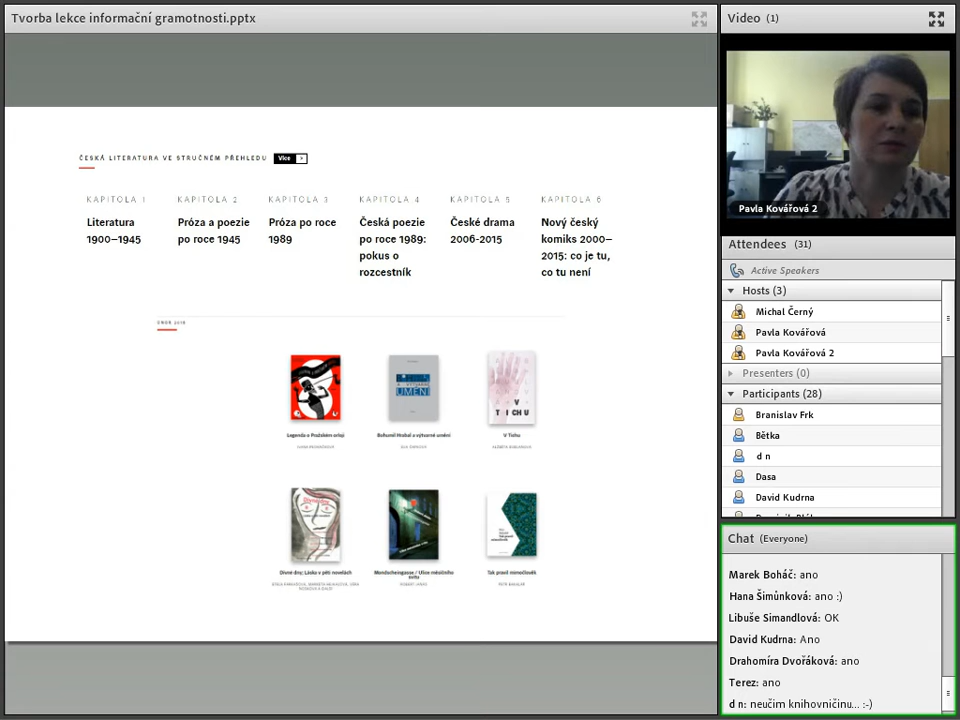 Tvorba lekce informační gramotnosti.pptx
ČESKÁ LITERATURA VE STRUČNÉM PŘEHLEDU Více
KAPITOLA 1
Literatura
1900–1945
KAPITOLA 2
Próza a poezie
po roce 1945
KAPITOLA 3
Próza po roce
1989
KAPITOLA 4
Česká poezie
po roce 1989:
pokus o
rozcestník
KAPITOLA 5
České drama
2006-2015
KAPITOLA 6
Nový český
komiks 2000–
2015: co je tu,
co tu není
ÚNOR 2018
UMĚNÍ
V
TICHU
Legenda o Pražském orloji
Bohumil Hrabal a výtvarné umění
V Tichu
Divné dny; Láska v pěti novelách
Mondscheingasse / Ulice měsíčního
svitu
Tak pravil mimočlověk
Video (1)
Pavla Kovářová 2
Attendees (31)
Active Speakers
Hosts (3)
Michal Černý
Pavla Kovářová
Pavla Kovářová 2
Presenters (0)
Participants (28)
Branislav Frk
Bětka
d n
Dasa
David Kudrna
Chat (Everyone)
Marek Boháč: ano
Hana Šimůnková: ano :)
Libuše Simandlová: OK
David Kudrna: Ano
Drahomíra Dvořáková: ano
Terez: ano
d n: neučim knihovničinu... :-)